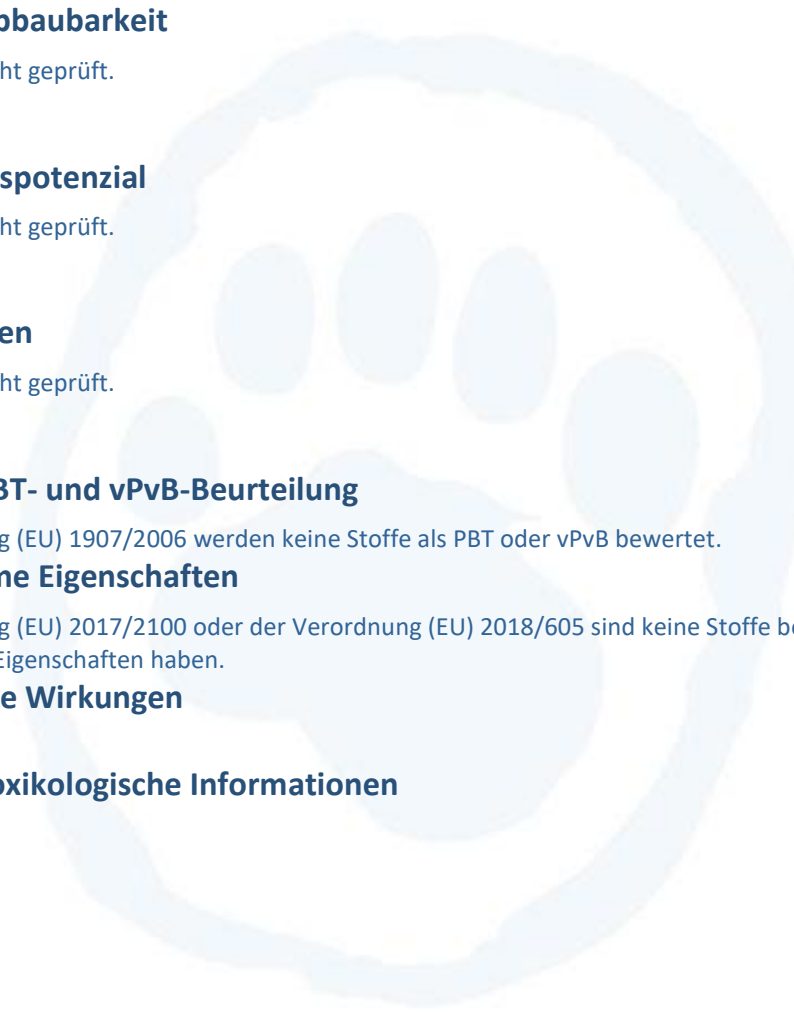 bbaubarkeit
ht geprüft.
spotenzial
ht geprüft.
en
ht geprüft.
BT- und vPvB-Beurteilung
g (EU) 1907/2006 werden keine Stoffe als PBT oder vPvB bewertet.
me Eigenschaften
g (EU) 2017/2100 oder der Verordnung (EU) 2018/605 sind keine Stoffe be
Eigenschaften haben.
e Wirkungen
oxikologische Informationen